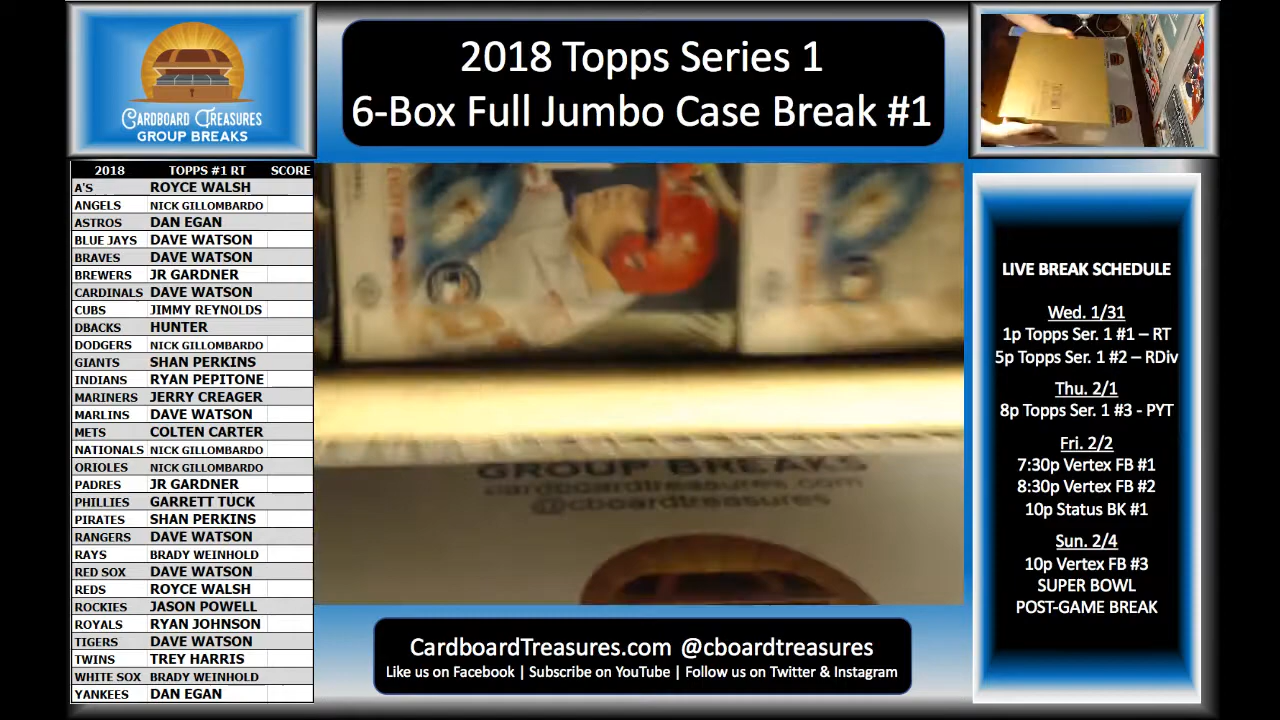 CARDBOARD TREASURES
GROUP BREAKS
2018 Topps Series 1
6-Box Full Jumbo Case Break #1
2018 TOPPS #1 RT SCORE
A'S ROYCE WALSH
ANGELS NICK GILLOMBARDO
ASTROS DAN EGAN
BLUE JAYS DAVE WATSON
BRAVES DAVE WATSON
BREWERS JR GARDNER
CARDINALS DAVE WATSON
CUBS JIMMY REYNOLDS
DBACKS HUNTER
DODGERS NICK GILLOMBARDO
GIANTS SHAN PERKINS
INDIANS RYAN PEPITONE
MARINERS JERRY CREAGER
MARLINS DAVE WATSON
METS COLTEN CARTER
NATIONALS NICK GILLOMBARDO
ORIOLES NICK GILLOMBARDO
PADRES JR GARDNER
PHILLIES GARRETT TUCK
PIRATES SHAN PERKINS
RANGERS DAVE WATSON
RAYS BRADY WEINHOLD
RED SOX DAVE WATSON
REDS ROYCE WALSH
ROCKIES JASON POWELL
ROYALS RYAN JOHNSON
TIGERS DAVE WATSON
TWINS TREY HARRIS
WHITE SOX BRADY WEINHOLD
YANKEES DAN EGAN
GROUP BREAKS
cardboardtreasures.com
@cboardtreasures
CardboardTreasures.com @cboardtreasures
Like us on Facebook | Subscribe on YouTube | Follow us on Twitter & Instagram
LIVE BREAK SCHEDULE
Wed. 1/31
1p Topps Ser. 1 #1 – RT
5p Topps Ser. 1 #2 – RDiv
Thu. 2/1
8p Topps Ser. 1 #3 - PYT
Fri. 2/2
7:30p Vertex FB #1
8:30p Vertex FB #2
10p Status BK #1
Sun. 2/4
10p Vertex FB #3
SUPER BOWL
POST-GAME BREAK